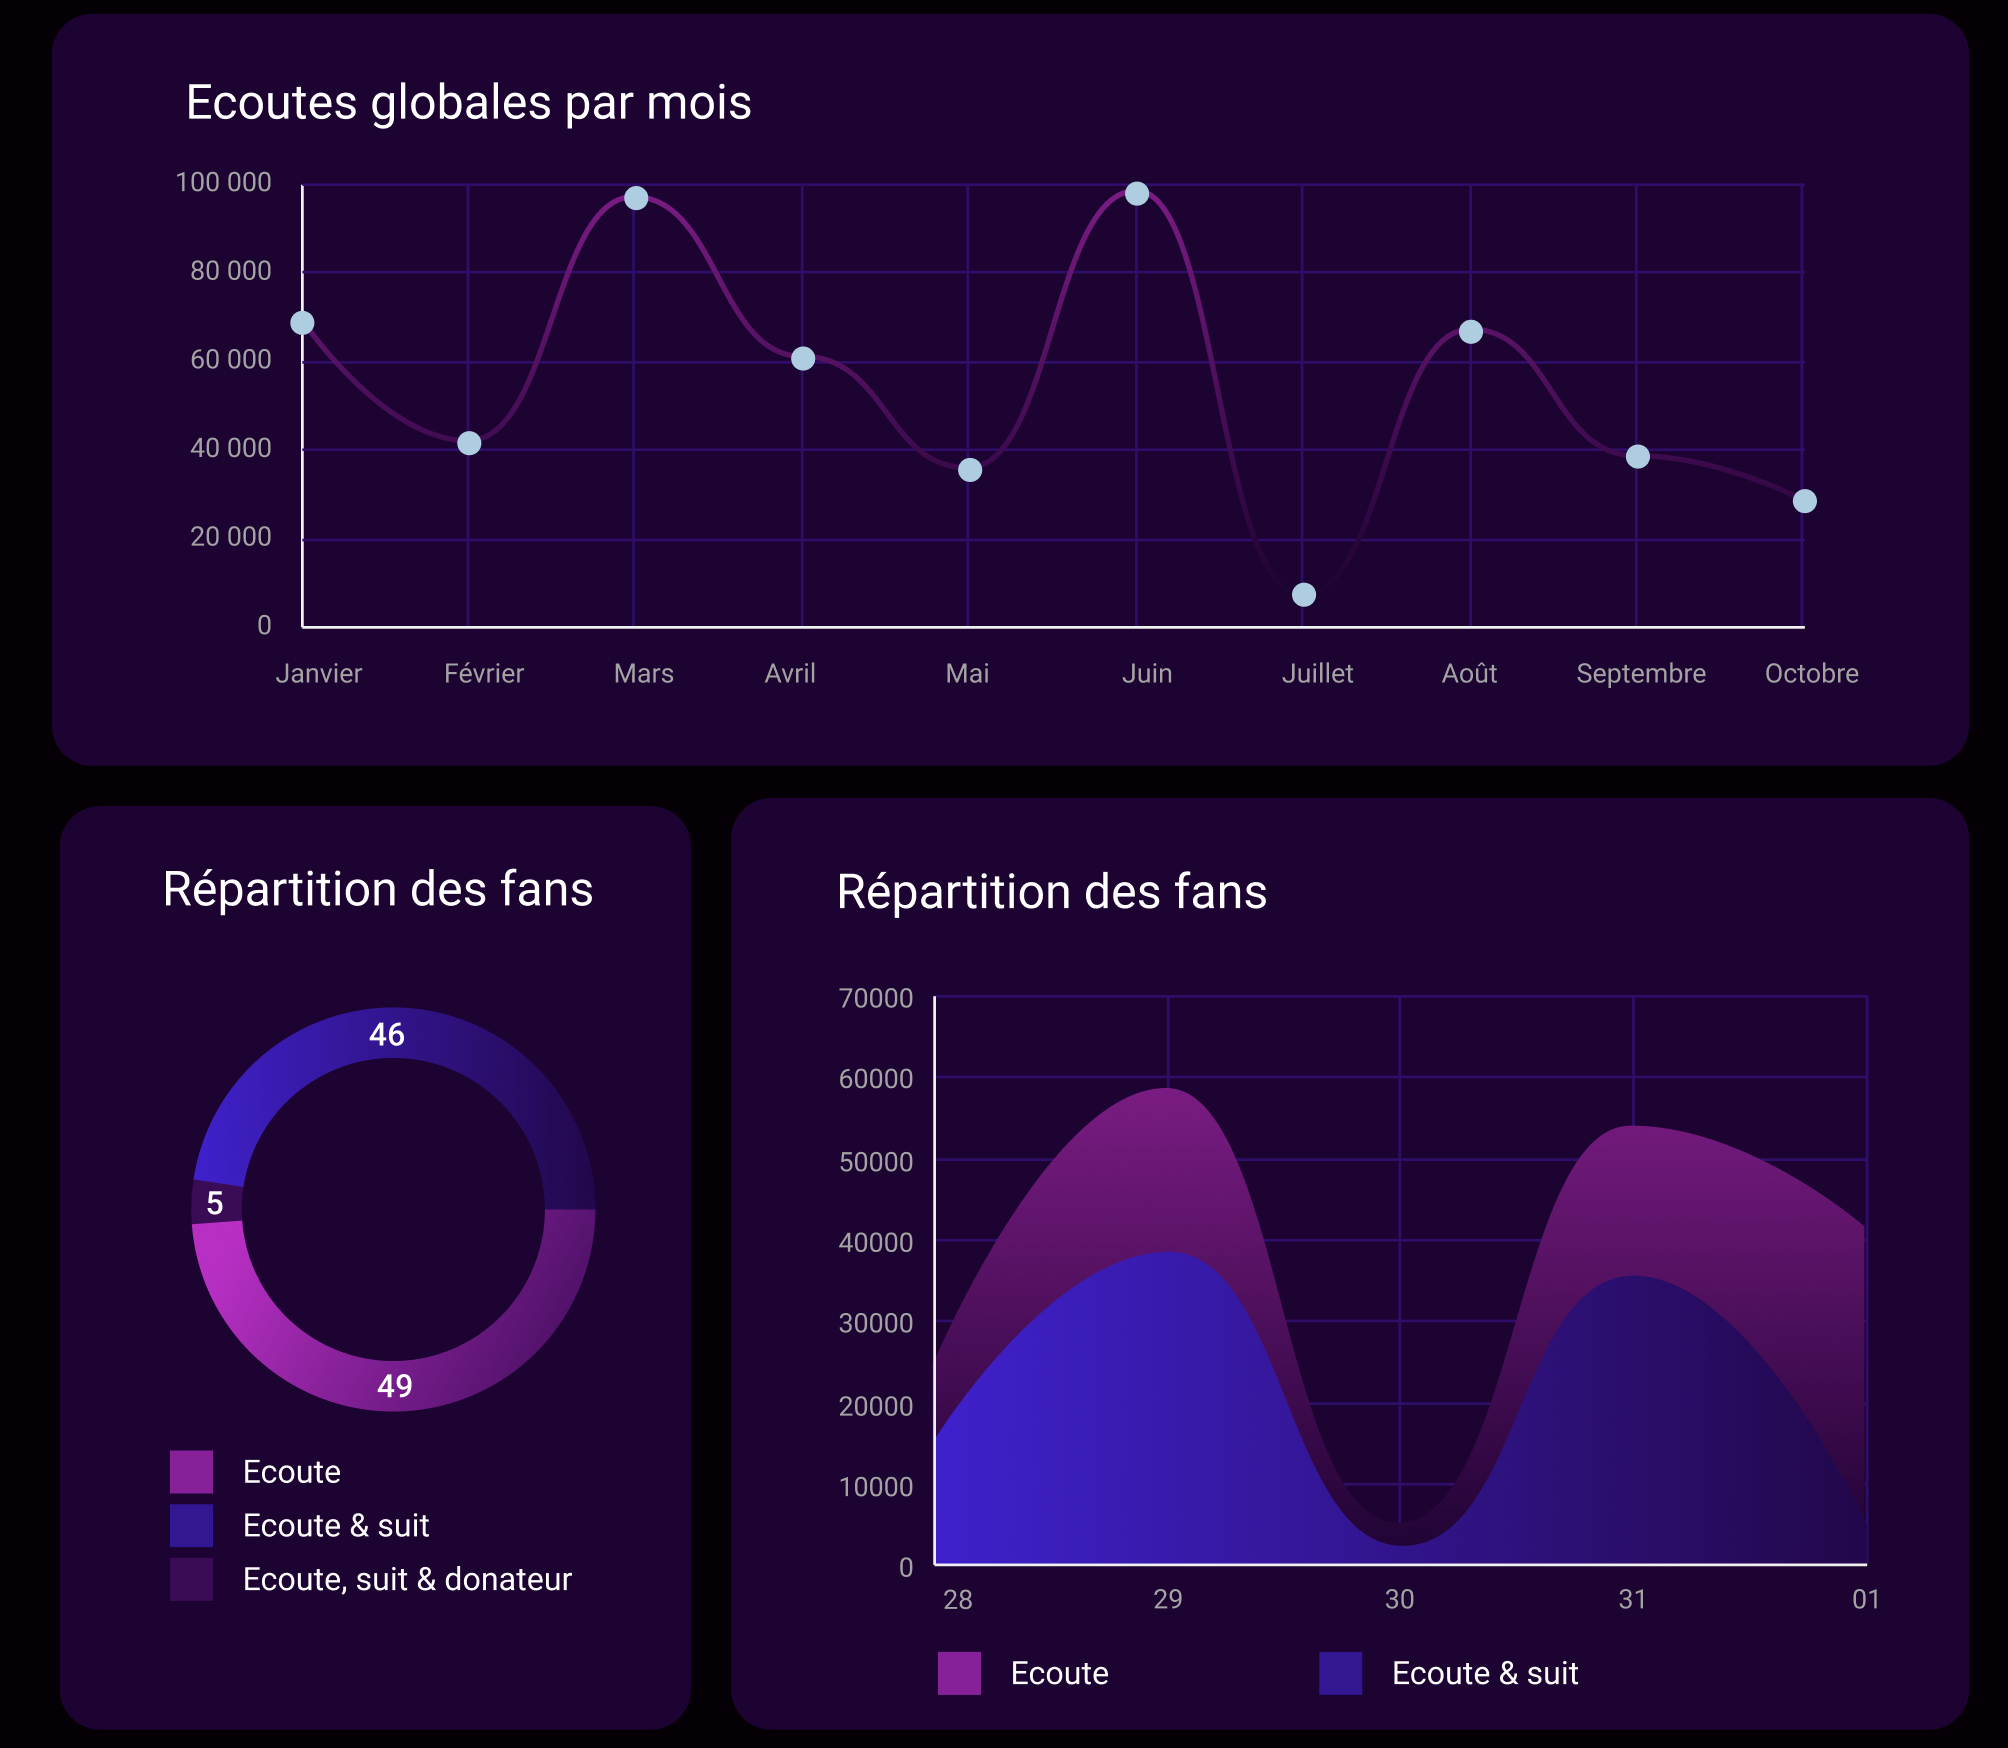 Ecoutes globales par mois
100 000
80 000
60 000
40 000
20 000
0
Janvier Février Mars Avril Mai Juin Juillet Août Septembre Octobre
Répartition des fans
46
5
49
Ecoute
Ecoute & suit
Ecoute, suit & donateur
Répartition des fans
70000
60000
50000
40000
30000
20000
10000
0
28 29 30 31 01
Ecoute Ecoute & suit